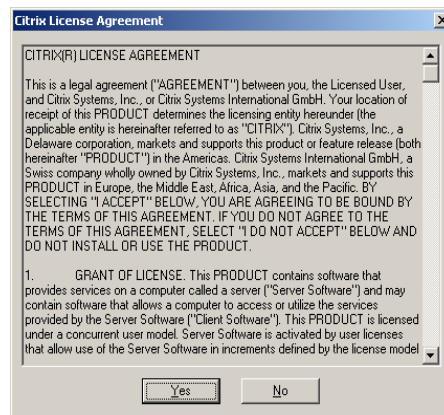 Citrix License Agreement
CITRIX(R) LICENSE AGREEMENT
This is a legal agreement ("AGREEMENT") between you, the Licensed User,
and Citrix Systems, Inc., or Citrix Systems International GmbH. Your location of
receipt of this PRODUCT determines the licensing entity hereunder (the
applicable entity is hereinafter referred to as "CITRIX"). Citrix Systems, Inc., a
Delaware corporation, markets and supports this product or feature release (both
hereinafter "PRODUCT") in the Americas. Citrix Systems International GmbH, a
Swiss company wholly owned by Citrix Systems, Inc., markets and supports this
PRODUCT in Europe, the Middle East, Africa, Asia, and the Pacific. BY
SELECTING "I ACCEPT" BELOW, YOU ARE AGREEING TO BE BOUND BY
THE TERMS OF THIS AGREEMENT. IF YOU DO NOT AGREE TO THE
TERMS OF THIS AGREEMENT, SELECT "I DO NOT ACCEPT" BELOW AND
DO NOT INSTALL OR USE THE PRODUCT.
1. GRANT OF LICENSE. This PRODUCT contains software that
provides services on a computer called a server ("Server Software") and may
contain software that allows a computer to access or utilize the services
provided by the Server Software ("Client Software"). This PRODUCT is licensed
under a concurrent user model. Server Software is activated by user licenses
that allow use of the Server Software in increments defined by the license model
Yes No